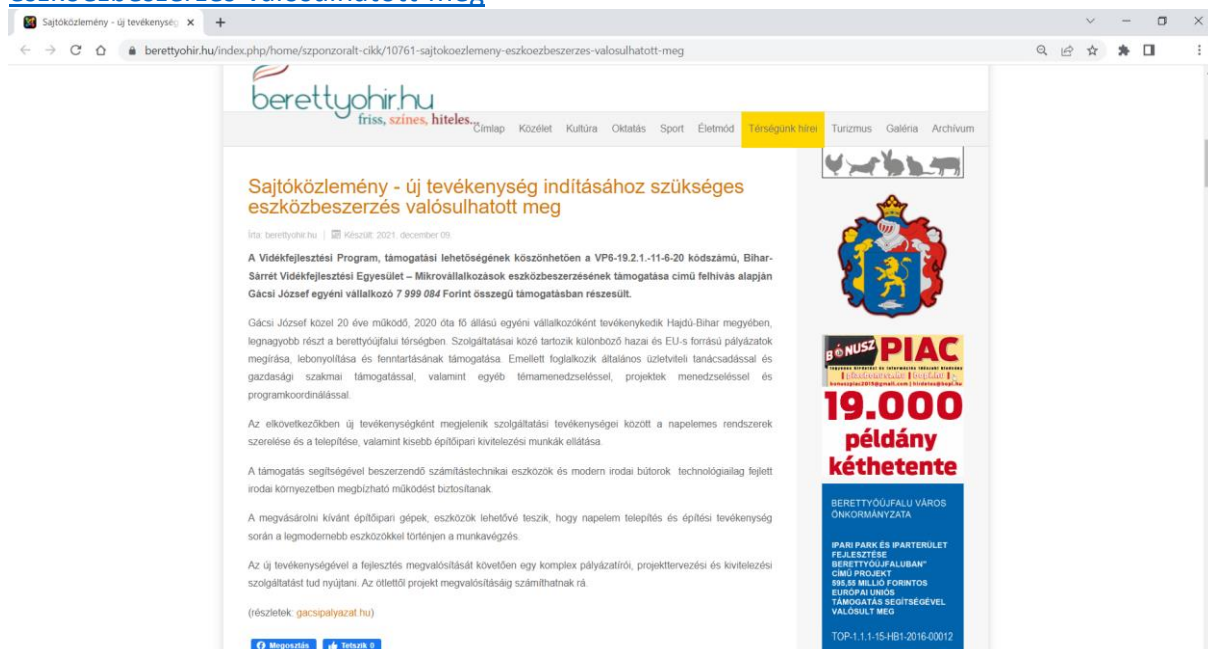 eszközbeszerzés valósulhatott meg
Sajtóközlemény - új tevékenység
berettyohir.hu/index.php/home/szponzoralt-cikk/10761-sajtokoezlemeny-eszkoezbeszerzes-valosulhatott-meg
berettyohir.hu
friss, színes, hiteles...
Címlap Közélet Kultúra Oktatás Sport Életmód Térségünk hírei Turizmus Galéria Archívum
Sajtóközlemény - új tevékenység indításához szükséges
eszközbeszerzés valósulhatott meg
Írta: berettyohir.hu | Készült: 2021. december 09.
A Vidékfejlesztési Program, támogatási lehetőségének köszönhetően a VP6-19.2.1.-11-6-20 kódszámú, Bihar-
Sárrét Vidékfejlesztési Egyesület – Mikrovállalkozások eszközbeszerzésének támogatása című felhívás alapján
Gácsi József egyéni vállalkozó 7 999 084 Forint összegű támogatásban részesült.
Gácsi József közel 20 éve működő, 2020 óta fő állású egyéni vállalkozóként tevékenykedik Hajdú-Bihar megyében,
legnagyobb részt a berettyóújfalui térségben. Szolgáltatásai közé tartozik különböző hazai és EU-s forrású pályázatok
megírása, lebonyolítása és fenntartásának támogatása. Emellett foglalkozik általános üzletviteli tanácsadással és
gazdasági szakmai támogatással, valamint egyéb témamenedzseléssel, projektek menedzseléssel és
programkoordinálással.
Az elkövetkezőkben új tevékenységként megjelenik szolgáltatási tevékenységei között a napelemes rendszerek
szerelése és a telepítése, valamint kisebb építőipari kivitelezési munkák ellátása.
A támogatás segítségével beszerzendő számítástechnikai eszközök és modern irodai bútorok technológiailag fejlett
irodai környezetben megbízható működést biztosítanak.
A megvásárolni kívánt építőipari gépek, eszközök lehetővé teszik, hogy napelem telepítés és építési tevékenység
során a legmodernebb eszközökkel történjen a munkavégzés.
Az új tevékenységével a fejlesztés megvalósítását követően egy komplex pályázatírói, projekttervezési és kivitelezési
szolgáltatást tud nyújtani. Az ötlettől projekt megvalósításáig számíthatnak rá.
(részletek: gacsipalyazat.hu)
Megosztás Tetszik 0
BÓNUSZ PIAC
19.000
példány
kéthetente
BERETTYÓÚJFALU VÁROS
ÖNKORMÁNYZATA
IPARI PARK ÉS IPARTERÜLET
FEJLESZTÉSE
BERETTYÓÚJFALUBAN"
CÍMŰ PROJEKT
595,55 MILLIÓ FORINTOS
EURÓPAI UNIÓS
TÁMOGATÁS SEGÍTSÉGÉVEL
VALÓSULT MEG
TOP-1.1.1-15-HB1-2016-00012